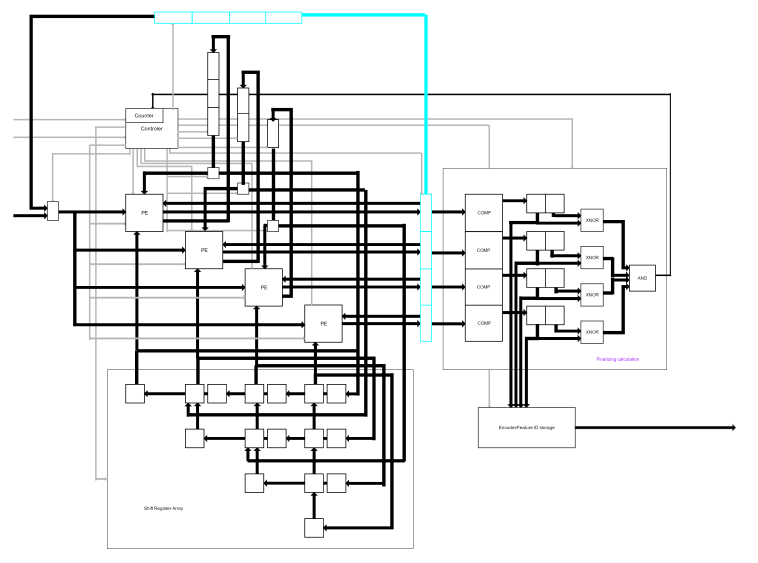 Counter
Controler
PE
PE
PE
PE
COMP
COMP
COMP
COMP
XNOR
XNOR
XNOR
XNOR
AND
Finalizing calculation
Encoder/Feature ID storage
Shift Register Array